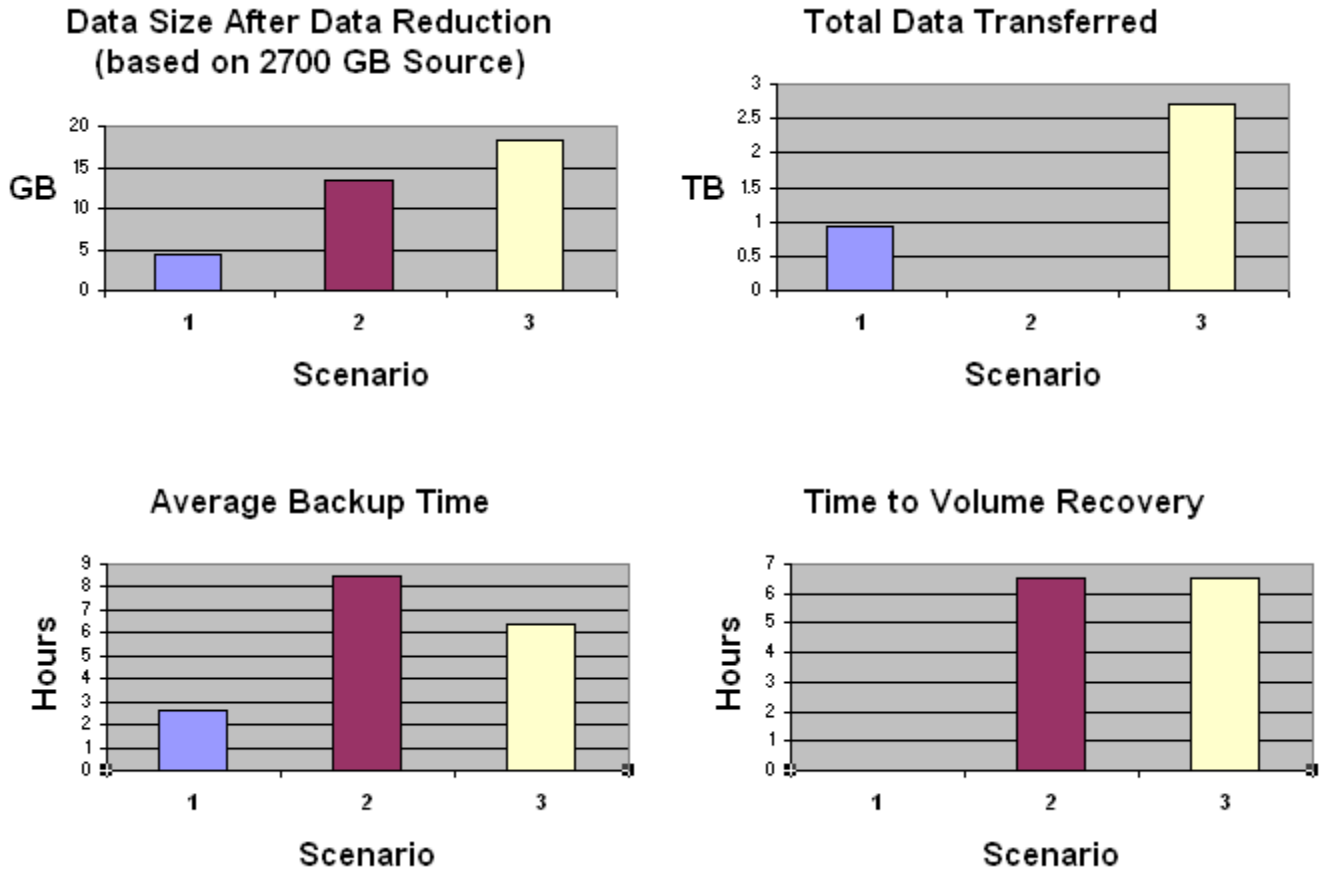 Data Size After Data Reduction
(based on 2700 GB Source)
20
15
10
5
0
GB
1 2 3
Scenario
Total Data Transferred
3
2.5
2
1.5
1
0.5
0
TB
1 2 3
Scenario
Average Backup Time
9
8
7
6
5
4
3
2
1
0
Hours
1 2 3
Scenario
Time to Volume Recovery
7
6
5
4
3
2
1
0
Hours
1 2 3
Scenario